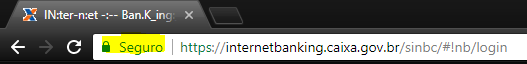 IN:ter-n:et -:-- Ban.K_ing
Seguro https://internetbanking.caixa.gov.br/sinbc/#!nb/login